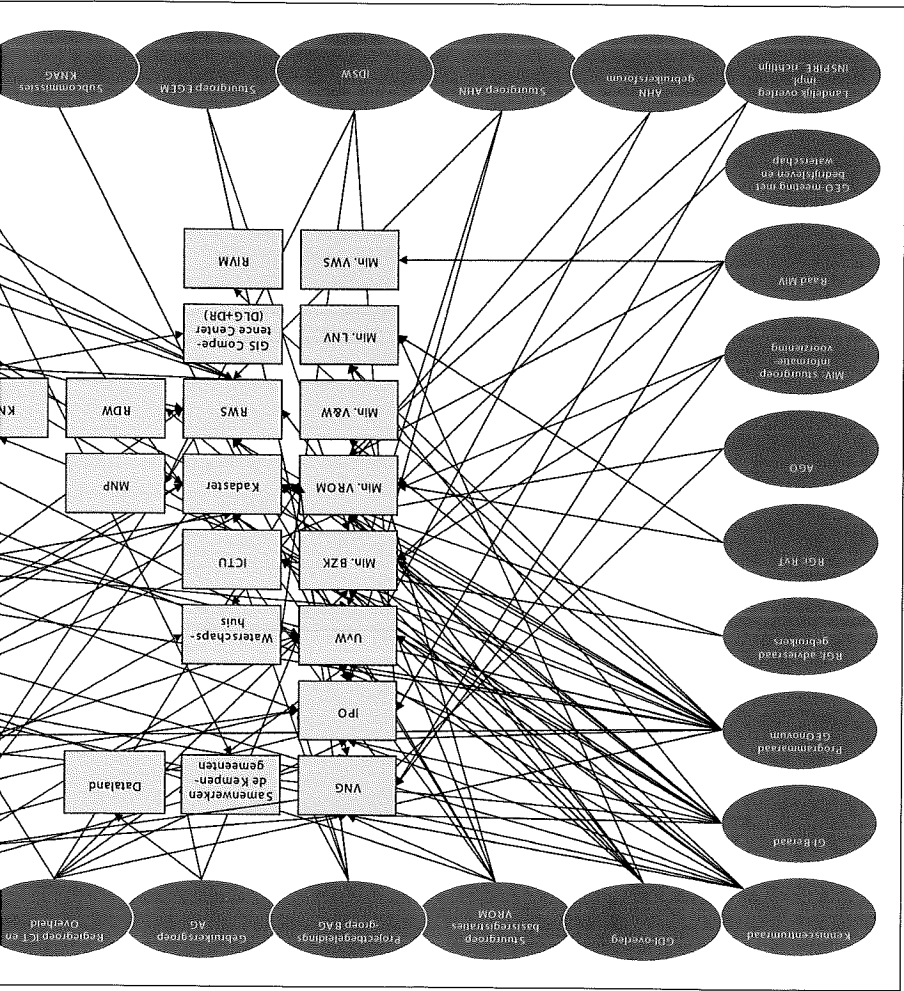 Kenniscentrumraad
GDI-overleg
Stuurgroep
basisregistraties
VROM
Projectbegeleidings
-groep BAG
Gebruikersgroep
AG
Regiegroep ICT en
Overheid
GI-Beraad
VNG
Samenwerken
de Kempen-
gemeenten
Dataland
Programmaraad
GEOnovum
IPO
RGI: adviesraad
gebruikers
UvW
Waterschaps-
huis
RGI: RvT
Min. BZK
ICTU
AGO
Min. VROM
Kadaster
MNP
MIV: stuurgroep
informatie-
voorziening
Min. V&W
RWS
RDW
KN
Min. LNV
GIS Compe-
tence Center
(DLG+DR)
Raad MIV
Min. VWS
RIVM
GEO-meeting met
bedrijfsleven en
waterschap
Landelijk overleg
impl
INSPIRE richtlijn
AHN
gebruikersforum
Stuurgroep AHN
IDSW
Stuurgroep EGEM
Subcommissies
KNAG